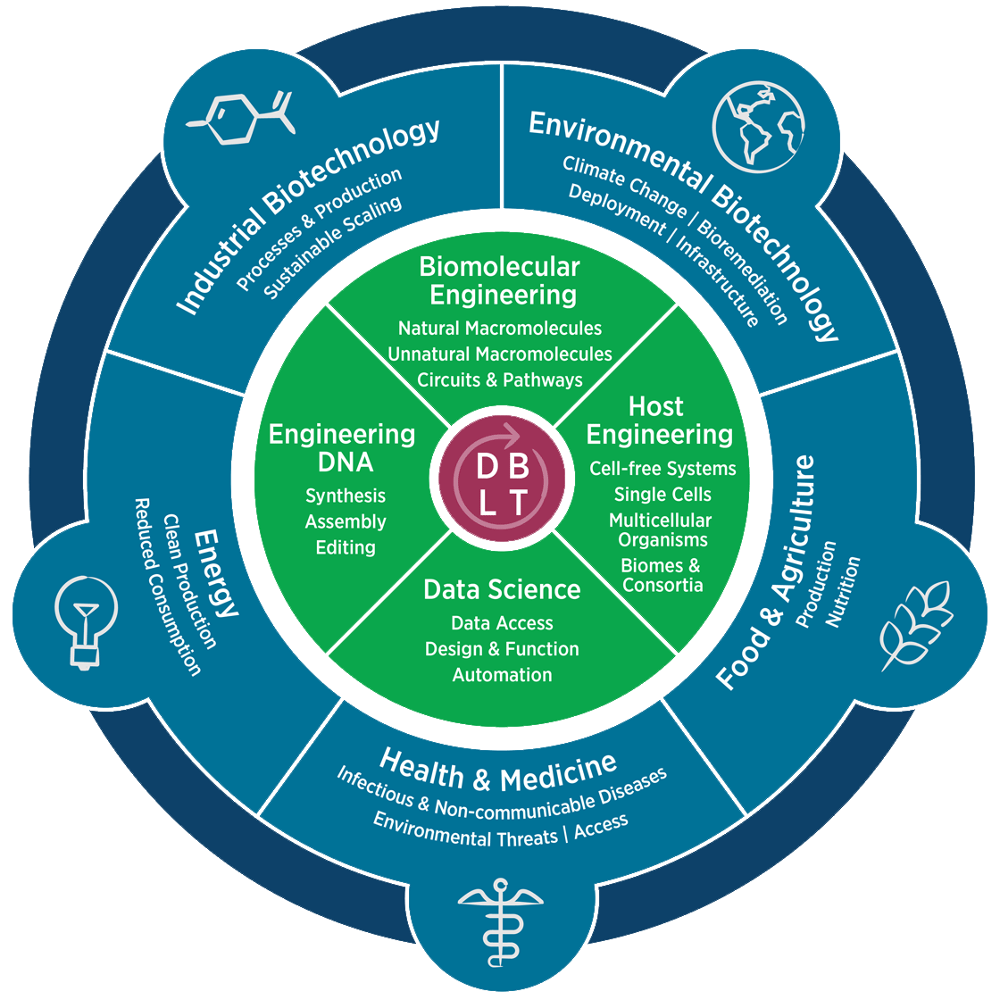 Industrial Biotechnology
Processes & Production
Sustainable Scaling
Environmental Biotechnology
Climate Change | Bioremediation
Deployment | Infrastructure
Biomolecular
Engineering
Natural Macromolecules
Unnatural Macromolecules
Circuits & Pathways
Engineering
DNA
Synthesis
Assembly
Editing
D B
L T
Host
Engineering
Cell-free Systems
Single Cells
Multicellular
Organisms
Biomes &
Consortia
Data Science
Data Access
Design & Function
Automation
Energy
Clean Production
Reduced Consumption
Food & Agriculture
Production
Nutrition
Health & Medicine
Infectious & Non-communicable Diseases
Environmental Threats | Access